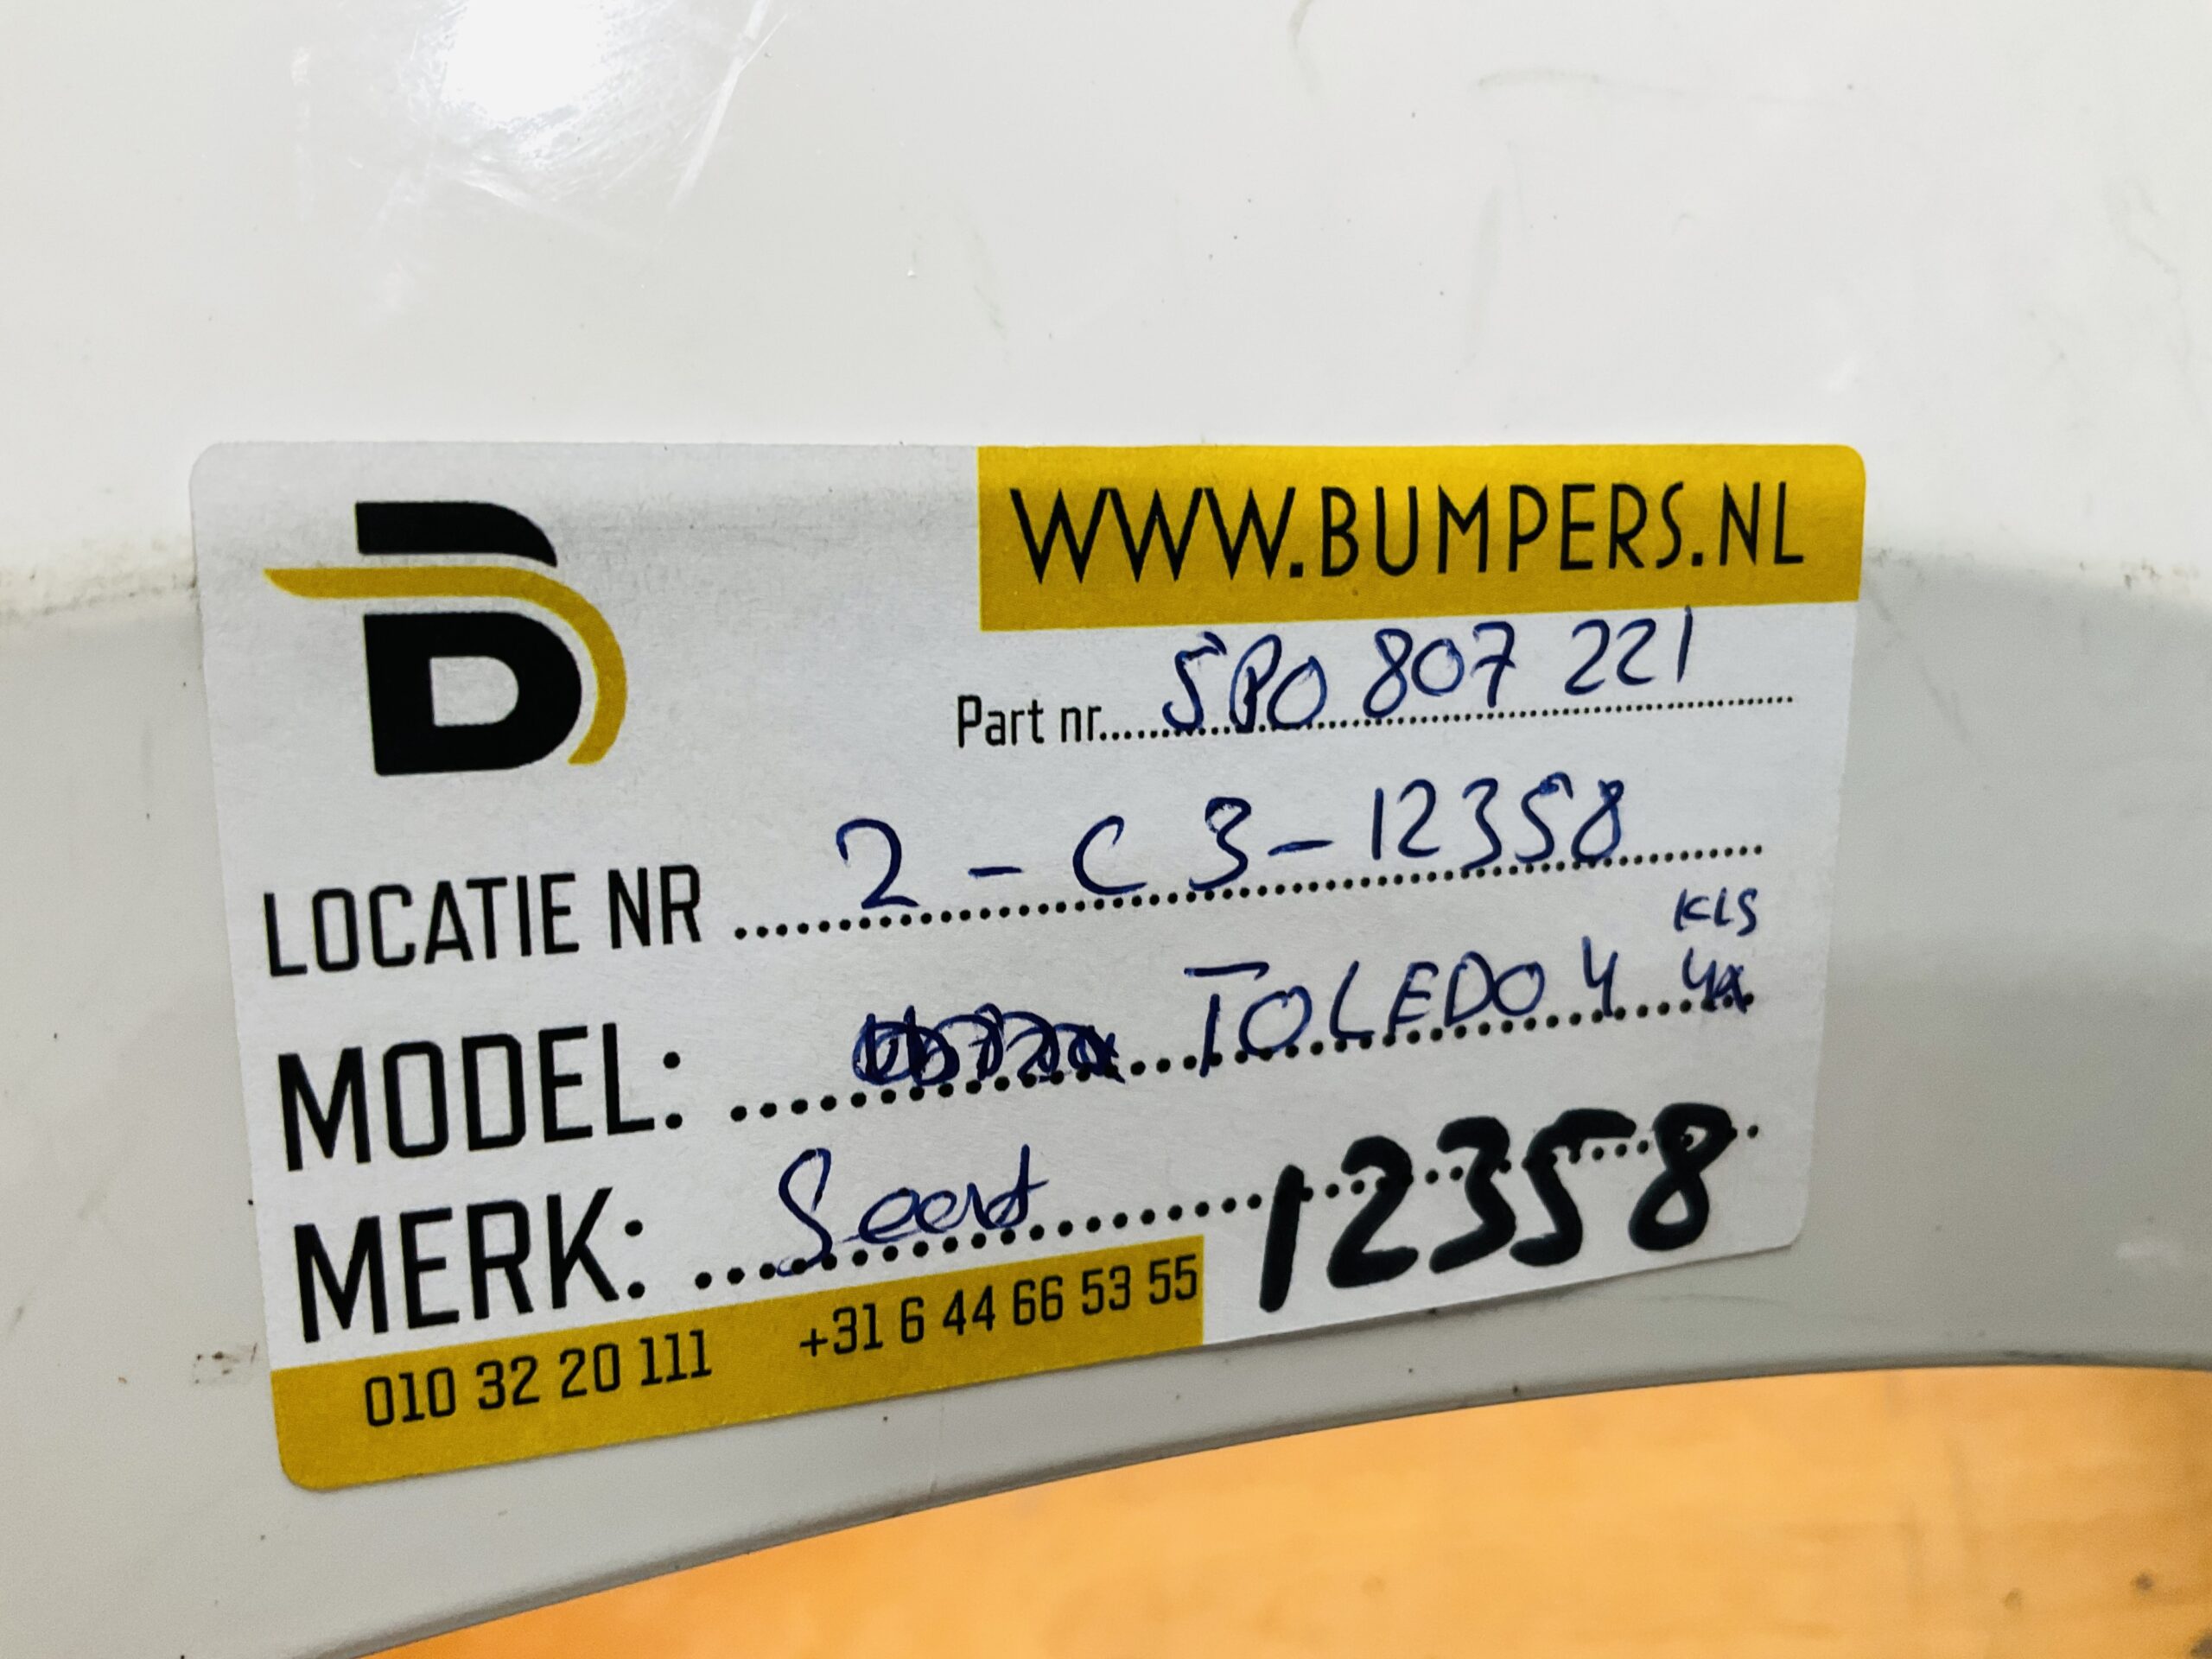 WWW.BUMPERS.NL
Part nr. 5P0 807 221
LOCATIE NR 2 - C 3 - 12358
KLS
MODEL: TOLEDO 4 4x
MERK: Seat 12358
010 32 20 111 +31 6 44 66 53 55